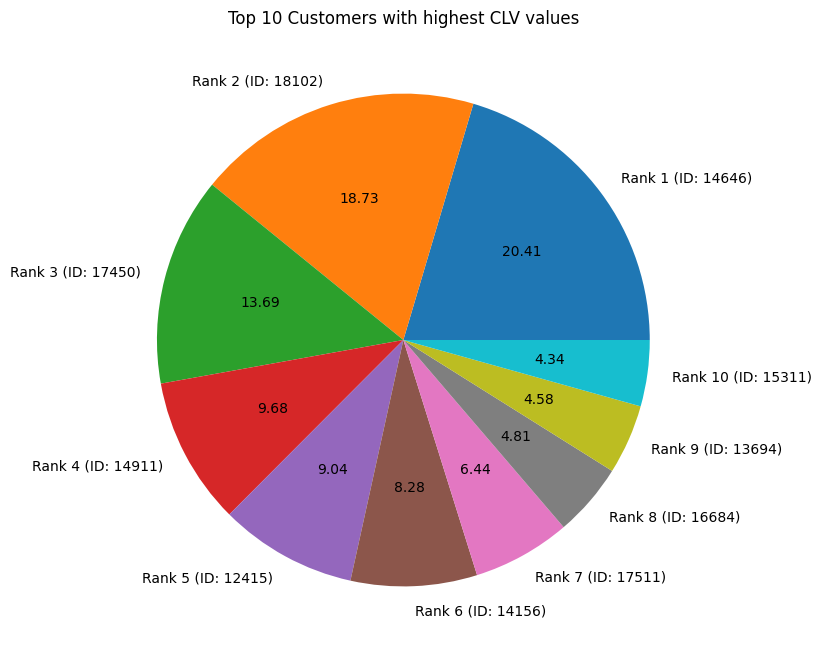 Top 10 Customers with highest CLV values
Rank 2 (ID: 18102)
Rank 1 (ID: 14646)
18.73
20.41
Rank 3 (ID: 17450)
13.69
4.34
Rank 10 (ID: 15311)
4.58
9.68
4.81
Rank 9 (ID: 13694)
Rank 4 (ID: 14911)
9.04
6.44
8.28
Rank 8 (ID: 16684)
Rank 5 (ID: 12415)
Rank 7 (ID: 17511)
Rank 6 (ID: 14156)